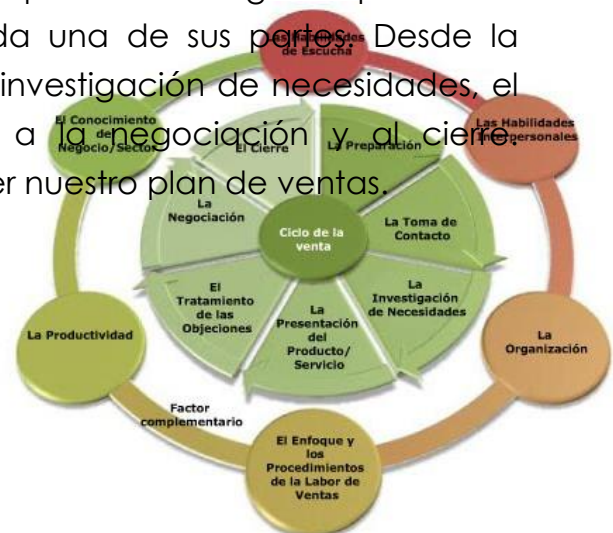 da una de sus partes. Desde la
investigación de necesidades, el
a la negociación y al cierre.
er nuestro plan de ventas.
Las Habilidades
de Escucha
Las Habilidades
Interpersonales
La
Organización
El Enfoque y
los
Procedimientos
de la Labor de
Ventas
Factor
complementario
La Productividad
El Conocimiento
del
Negocio/Sector
Ciclo de la
venta
La Preparación
La Toma de
Contacto
La
Investigación
de Necesidades
La
Presentación
del
Producto/
Servicio
El
Tratamiento
de las
Objeciones
La
Negociación
El Cierre